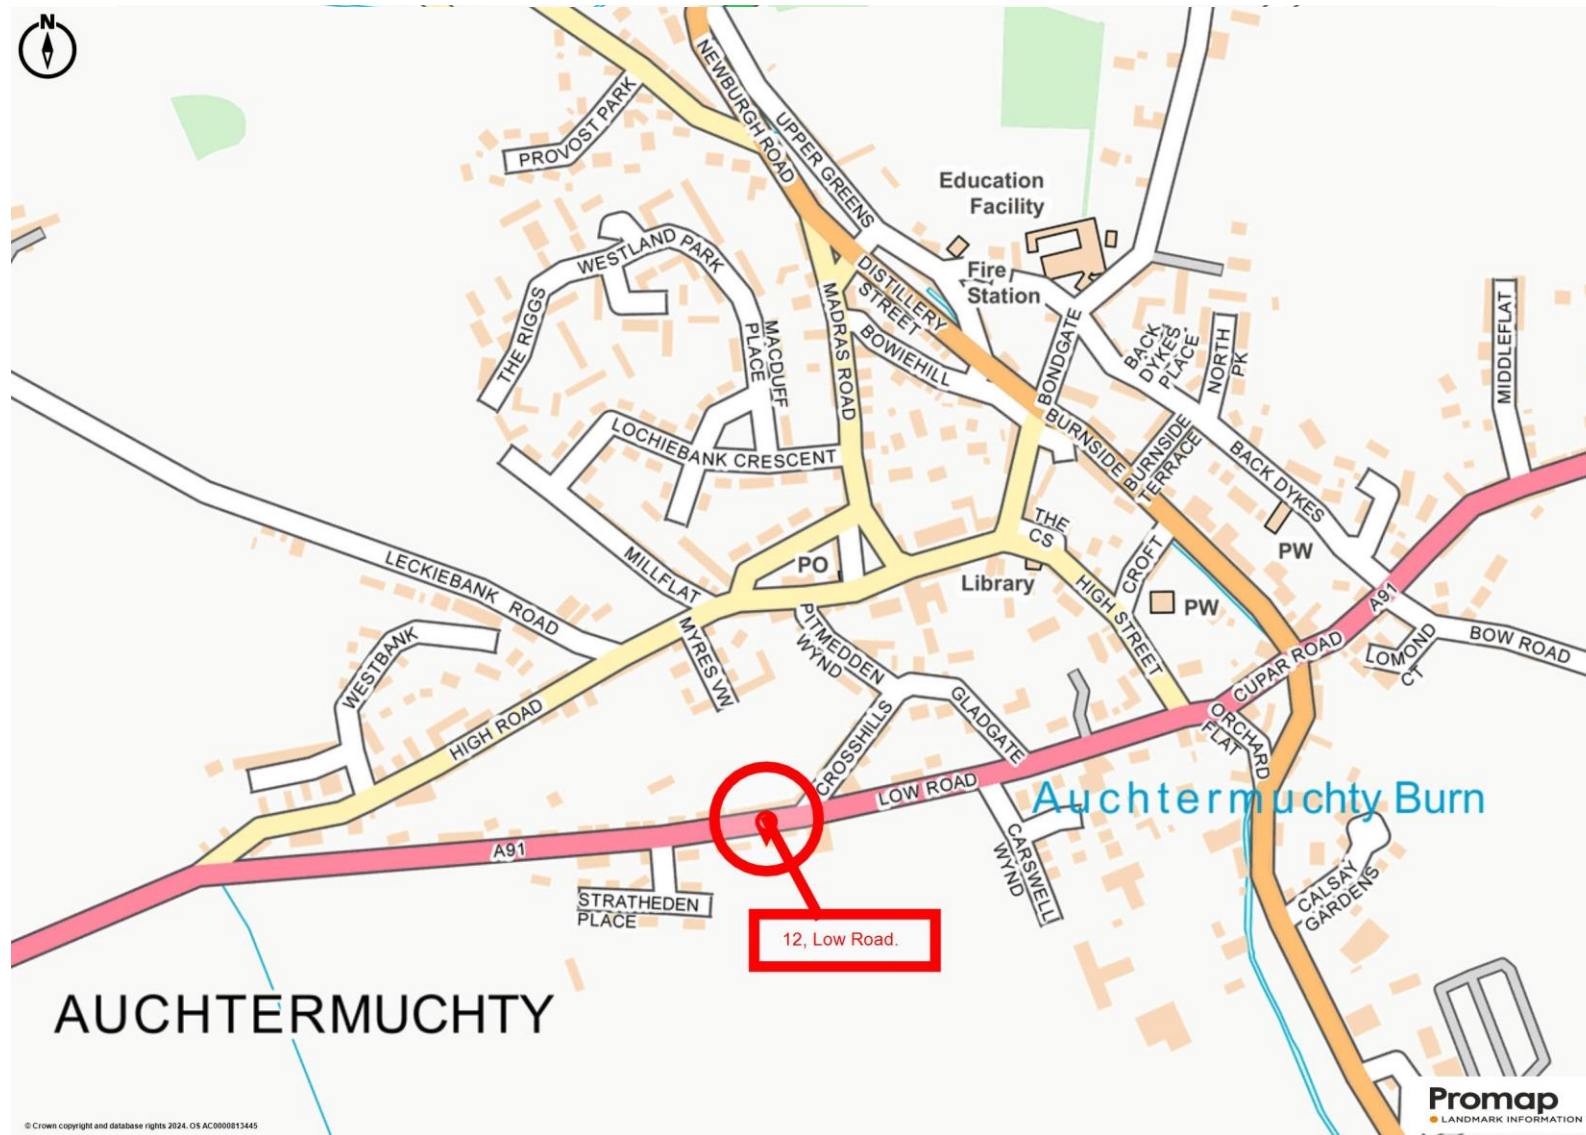 N
NEWBURGH ROAD
UPPER GREENS
PROVOST PARK
Education
Facility
WESTLAND PARK
THE RIGGS
Fire
Station
DISTILLERY
STREET
MADRAS ROAD
BOWIEHILL
MACDUFF
PLACE
BONDGATE
BACK
DYKES
PLACE
NORTH
PK
MIDDLEFLAT
LOCHIEBANK CRESCENT
BURNSIDE
BURNSIDE
TERRACE
BACK DYKES
THE
CS
PO
Library
CROFT
PW
PW
HIGH STREET
MILLFLAT
LECKIEBANK ROAD
MYRES VW
PITMEDDEN
WYND
WESTBANK
HIGH ROAD
CROSSHILLS
GLADGATE
A91
BOW ROAD
LOMOND
CT
CUPAR ROAD
ORCHARD
FLAT
LOW ROAD
Auchtermuchty Burn
A91
CARSWELL
WYND
STRATHEDEN
PLACE
CALSAY
GARDENS
12, Low Road.
AUCHTERMUCHTY
Promap
LANDMARK INFORMATION
© Crown copyright and database rights 2024. OS AC0000813445